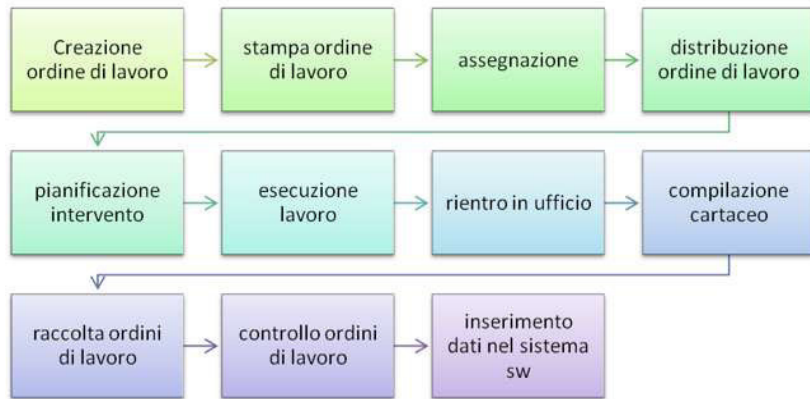 Creazione
ordine di lavoro
stampa ordine
di lavoro
assegnazione
distribuzione
ordine di lavoro
pianificazione
intervento
esecuzione
lavoro
rientro in ufficio
compilazione
cartaceo
raccolta ordini
di lavoro
controllo ordini
di lavoro
inserimento
dati nel sistema
sw